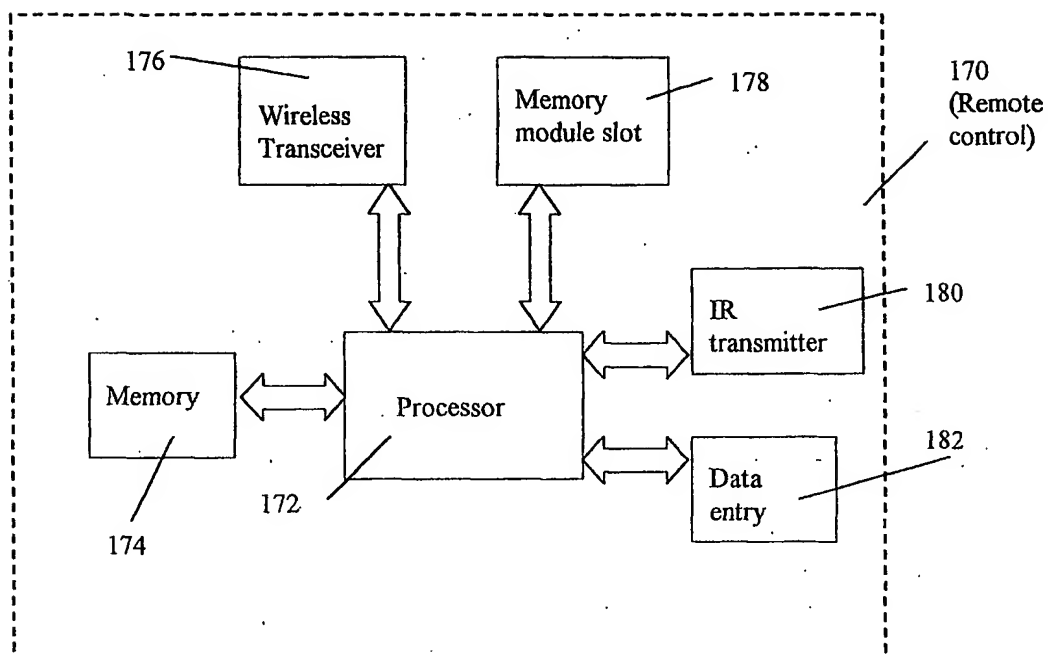 176
Wireless
Transceiver
Memory
module slot
178
170
(Remote
control)
IR
transmitter
180
Memory
174
Processor
172
Data
entry
182